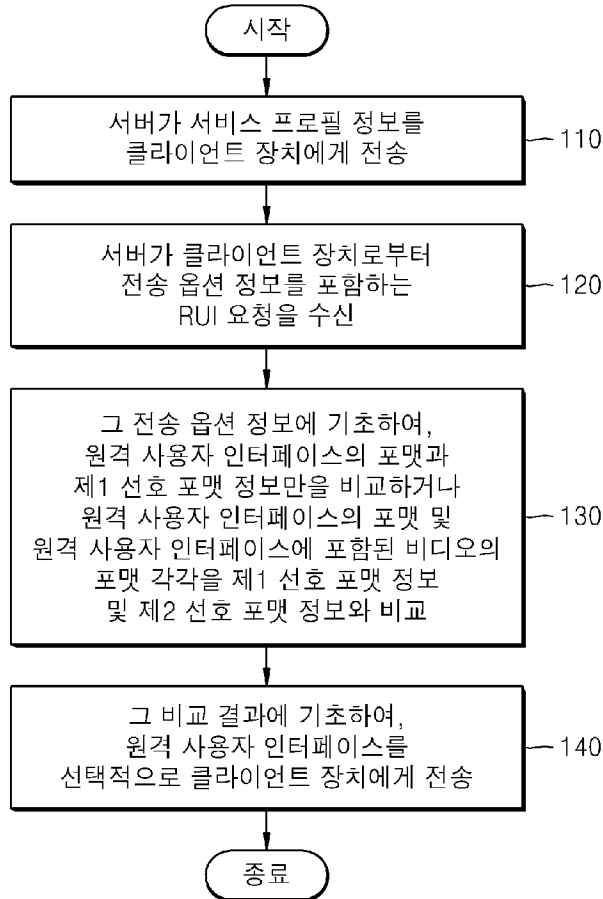 시작
서버가 서비스 프로필 정보를
클라이언트 장치에게 전송
110
서버가 클라이언트 장치로부터
전송 옵션 정보를 포함하는
RUI 요청을 수신
120
그 전송 옵션 정보에 기초하여,
원격 사용자 인터페이스의 포맷과
제1 선호 포맷 정보만을 비교하거나
원격 사용자 인터페이스의 포맷 및
원격 사용자 인터페이스에 포함된 비디오의
포맷 각각을 제1 선호 포맷 정보
및 제2 선호 포맷 정보와 비교
130
그 비교 결과에 기초하여,
원격 사용자 인터페이스를
선택적으로 클라이언트 장치에게 전송
140
종료